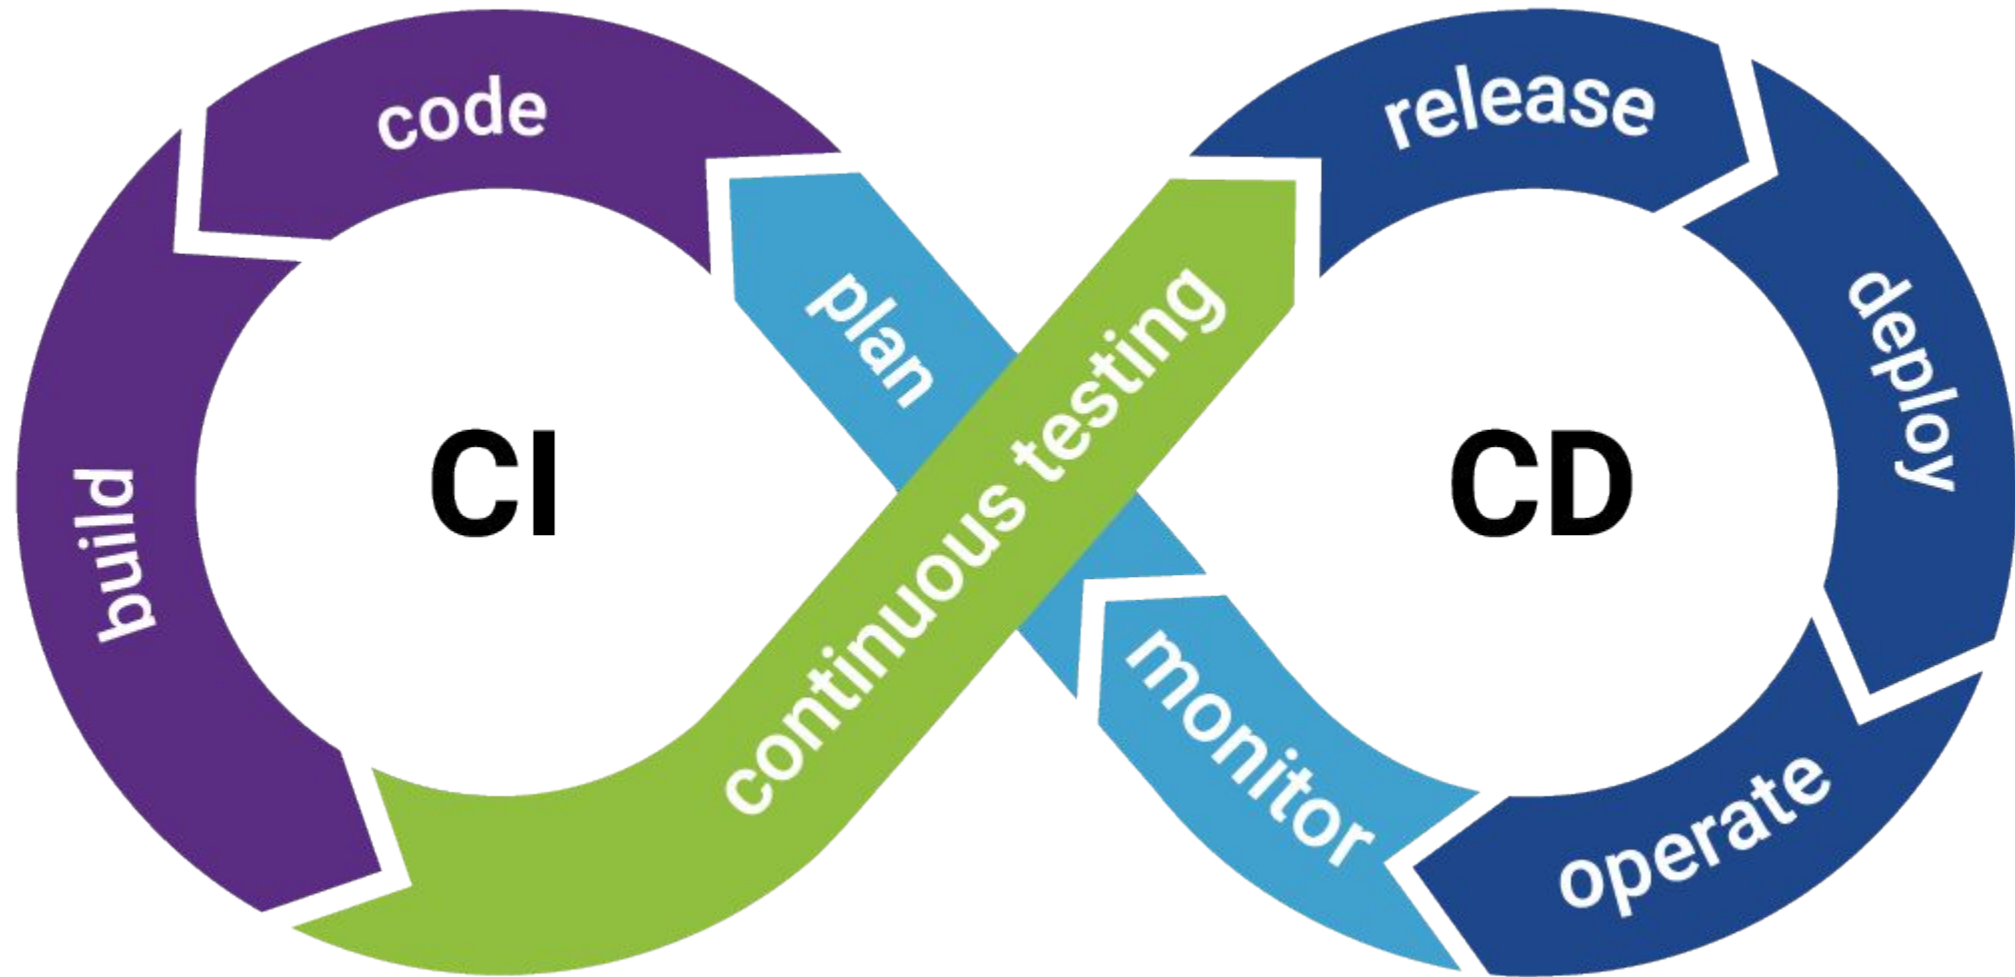 code
release
plan
deploy
build
CI
CD
continuous testing
monitor
operate